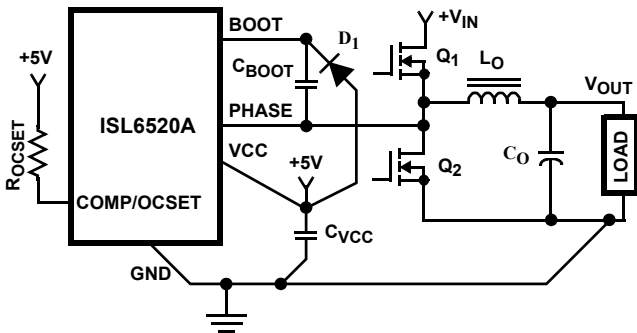 BOOT
D1
+VIN
+5V
CBOOT
Q1
LO
VOUT
PHASE
ISL6520A
ROCSET
VCC
+5V
Q2
CO
LOAD
COMP/OCSET
CVCC
GND